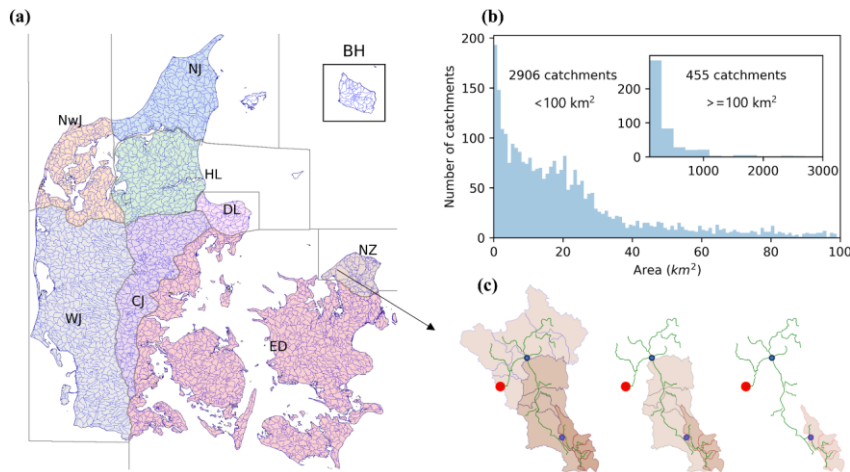 (a)
BH
NJ
NwJ
HL
DL
NZ
CJ
WJ
ED
(b)
200
150
100
50
0
Number of catchments
2906 catchments
<100 km²
455 catchments
>=100 km²
200
100
0
1000
2000
3000
0
20
40
60
80
100
Area (km²)
(c)